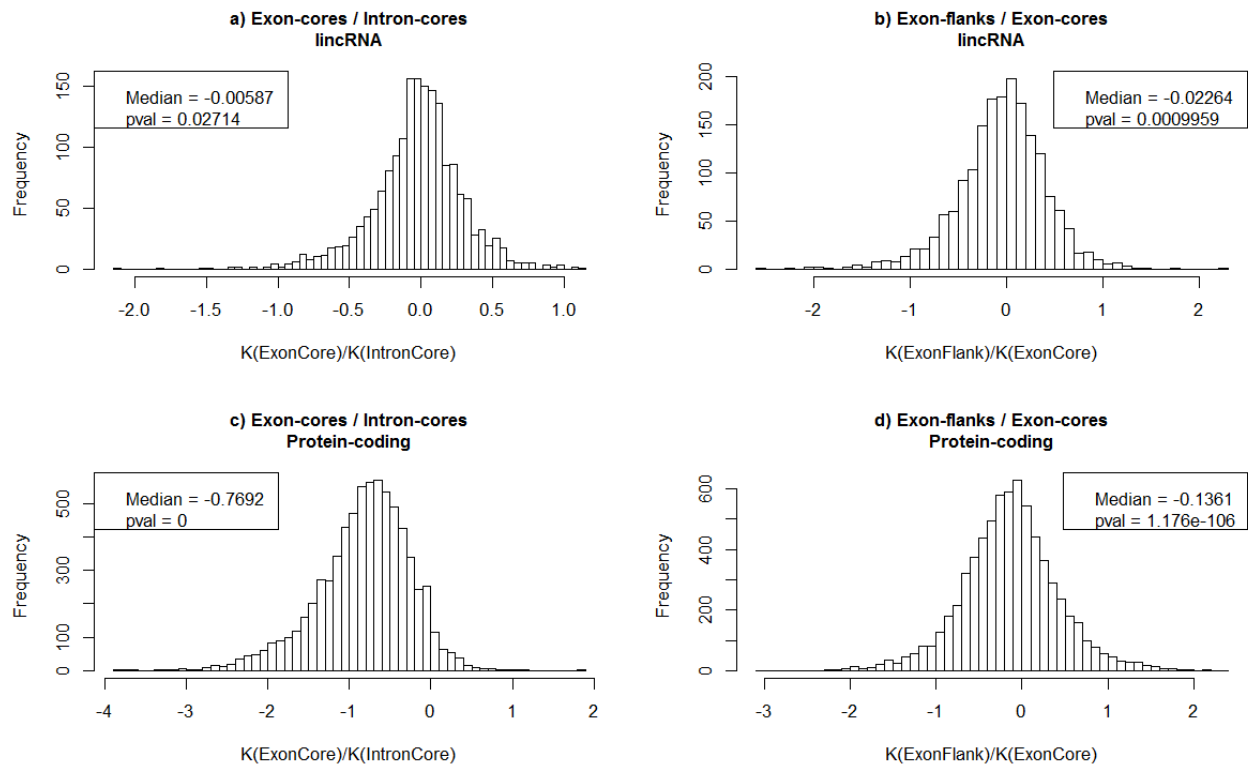 a) Exon-cores / Intron-cores
lincRNA
Median = -0.00587
pval = 0.02714
Frequency
0 50 100 150
-2.0 -1.5 -1.0 -0.5 0.0 0.5 1.0
K(ExonCore)/K(IntronCore)
b) Exon-flanks / Exon-cores
lincRNA
Median = -0.02264
pval = 0.0009959
Frequency
0 50 100 150 200
-2 -1 0 1 2
K(ExonFlank)/K(ExonCore)
c) Exon-cores / Intron-cores
Protein-coding
Median = -0.7692
pval = 0
Frequency
0 100 300 500
-4 -3 -2 -1 0 1 2
K(ExonCore)/K(IntronCore)
d) Exon-flanks / Exon-cores
Protein-coding
Median = -0.1361
pval = 1.176e-106
Frequency
0 200 400 600
-3 -2 -1 0 1 2
K(ExonFlank)/K(ExonCore)